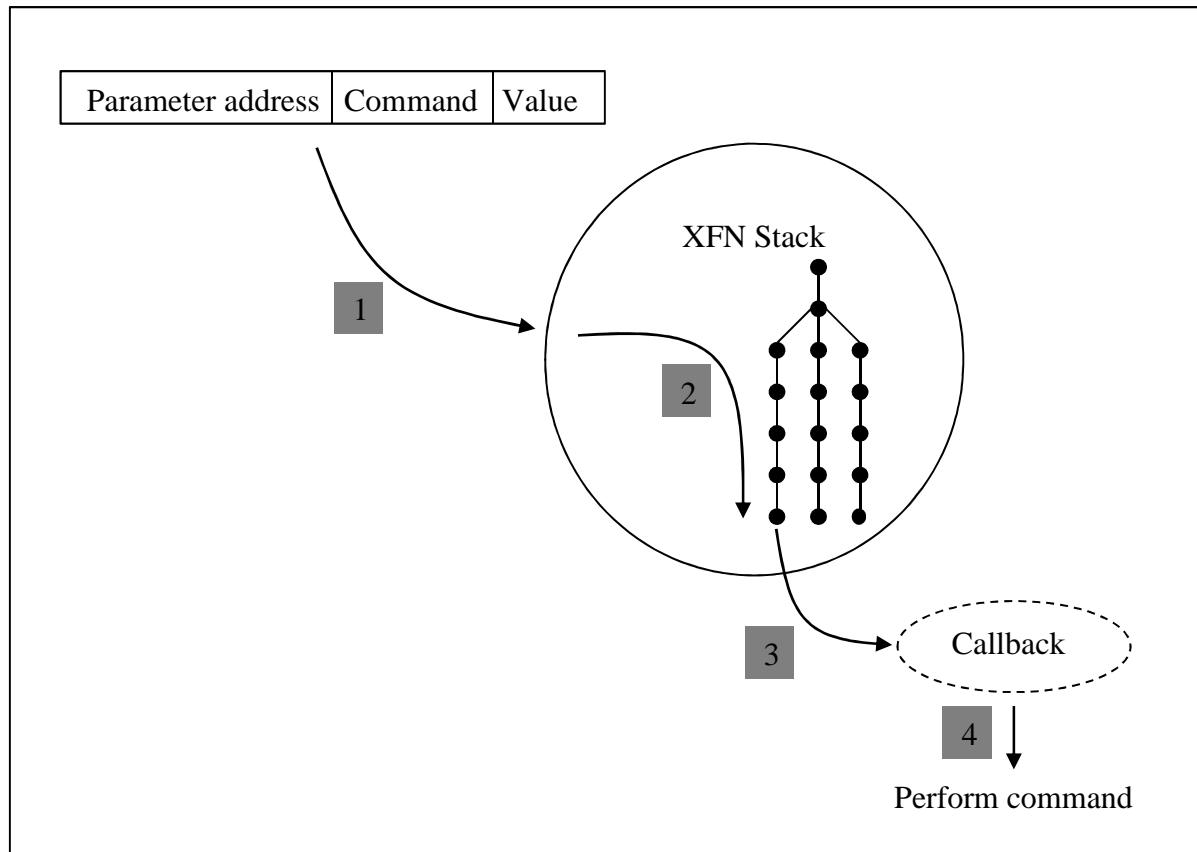 Parameter address Command Value
XFN Stack
1
2
3
Callback
4
Perform command